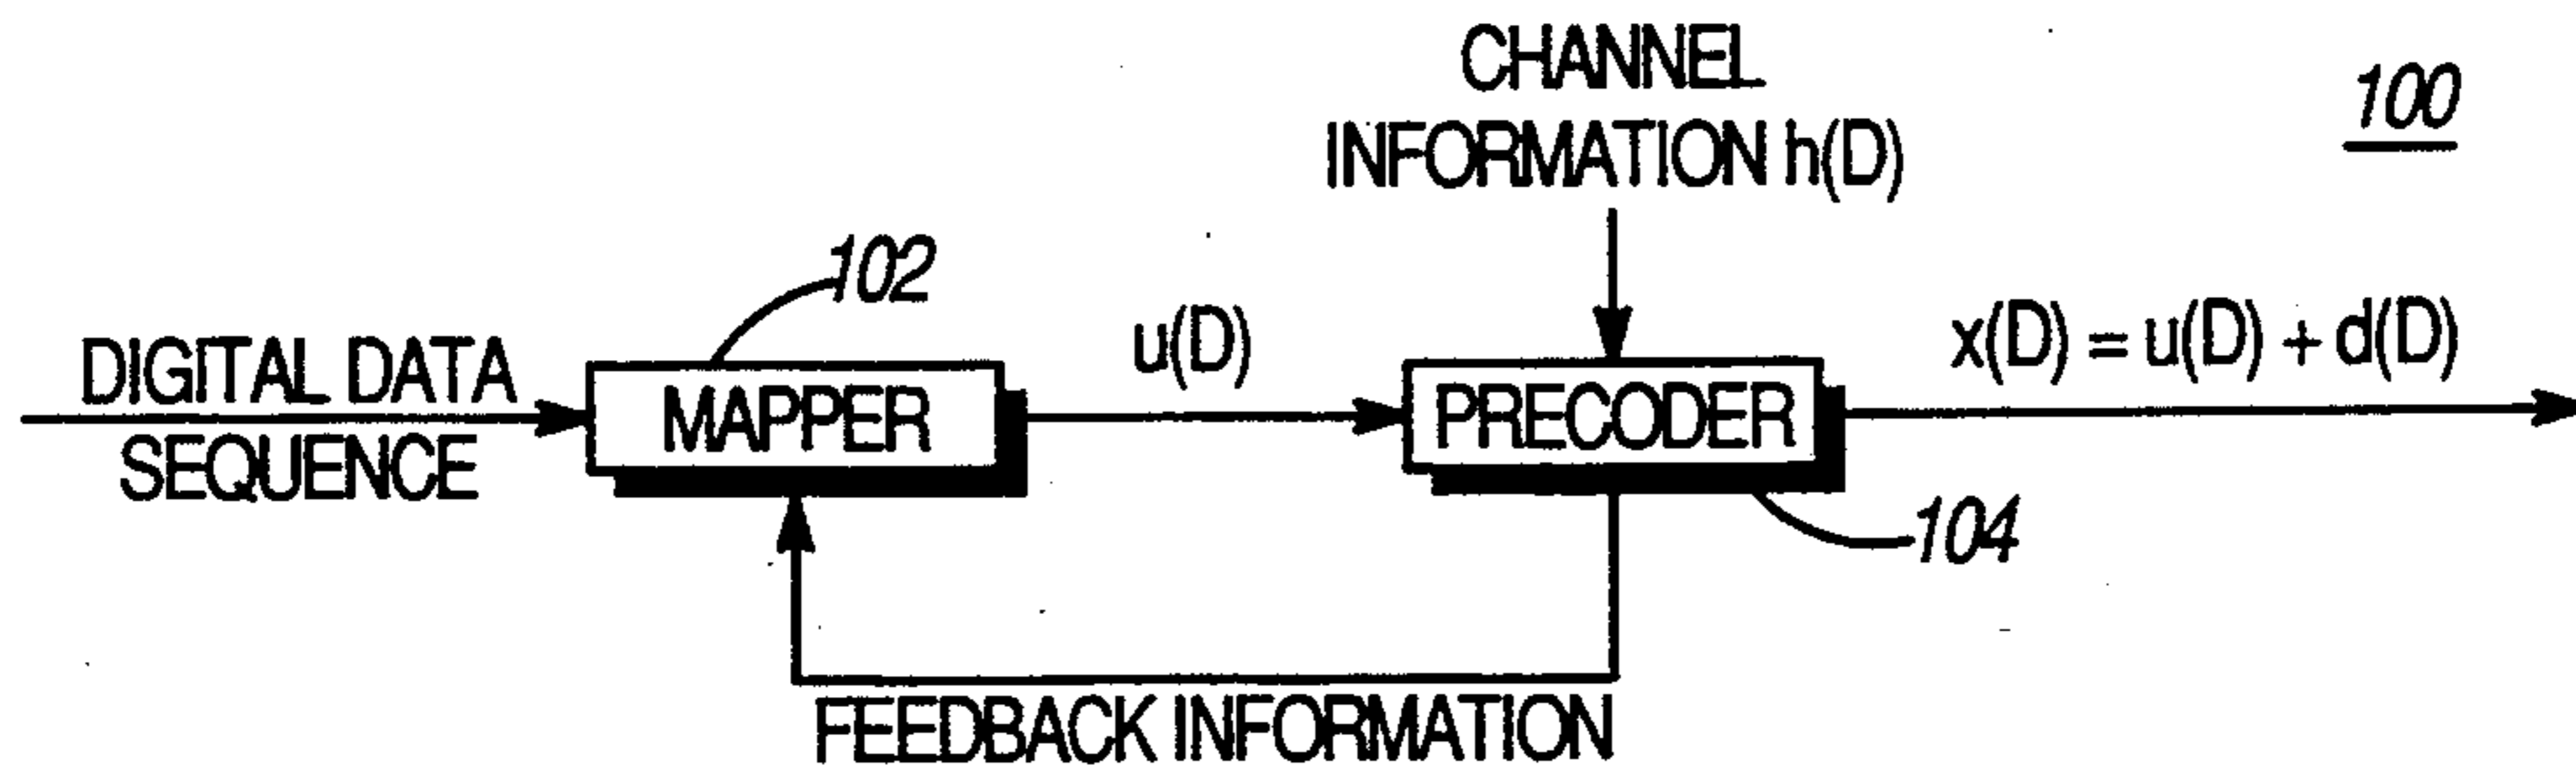 CHANNEL
INFORMATION h(D)
100
102
DIGITAL DATA
SEQUENCE
MAPPER
u(D)
PRECODER
x(D) = u(D) + d(D)
104
FEEDBACK INFORMATION